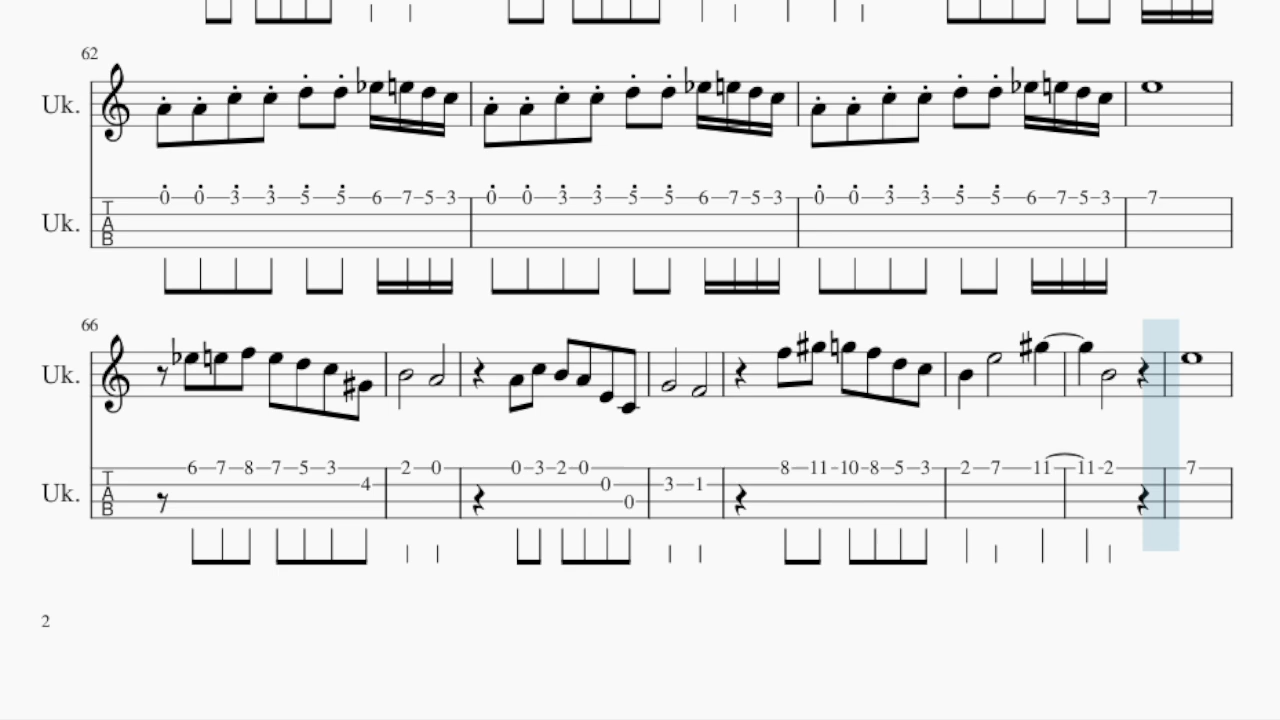 62
Uk.
0 0 3 3 5 5 6 7 5 3 0 0 3 3 5 5 6 7 5 3 0 0 3 3 5 5 6 7 5 3 7
T
Uk. A
B
66
Uk.
6 7 8 7 5 3 2 0 0 3 2 0 8 11 10 8 5 3 2 7 11 11 2 7
T 4 0 3 1
Uk. A 0
B
2